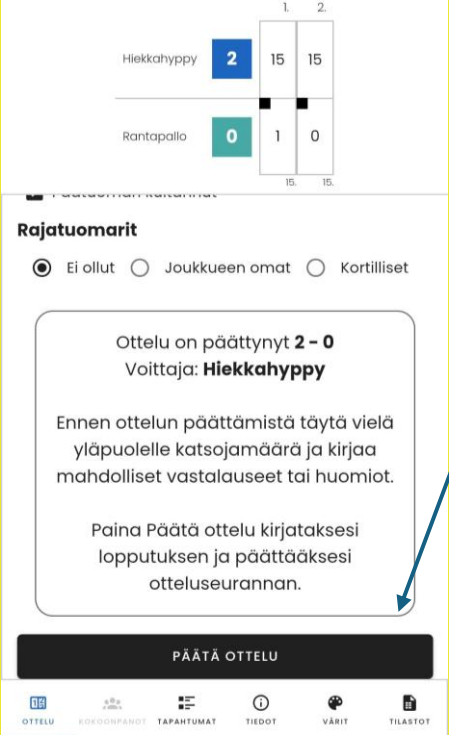 1. 2.
Hiekkahyppy 2 15 15
Rantapallo 0 1 0
15. 15.
Rajatuomarit
Ei ollut Joukkueen omat Kortilliset
Ottelu on päättynyt 2 - 0
Voittaja: Hiekkahyppy
Ennen ottelun päättämistä täytä vielä
yläpuolelle katsojamäärä ja kirjaa
mahdolliset vastalauseet tai huomiot.
Paina Päätä ottelu kirjataksesi
lopputuksen ja päättääksesi
otteluseurannan.
PÄÄTÄ OTTELU
OTTELU KOKOONPANOT TAPAHTUMAT TIEDOT VÄRIT TILASTOT